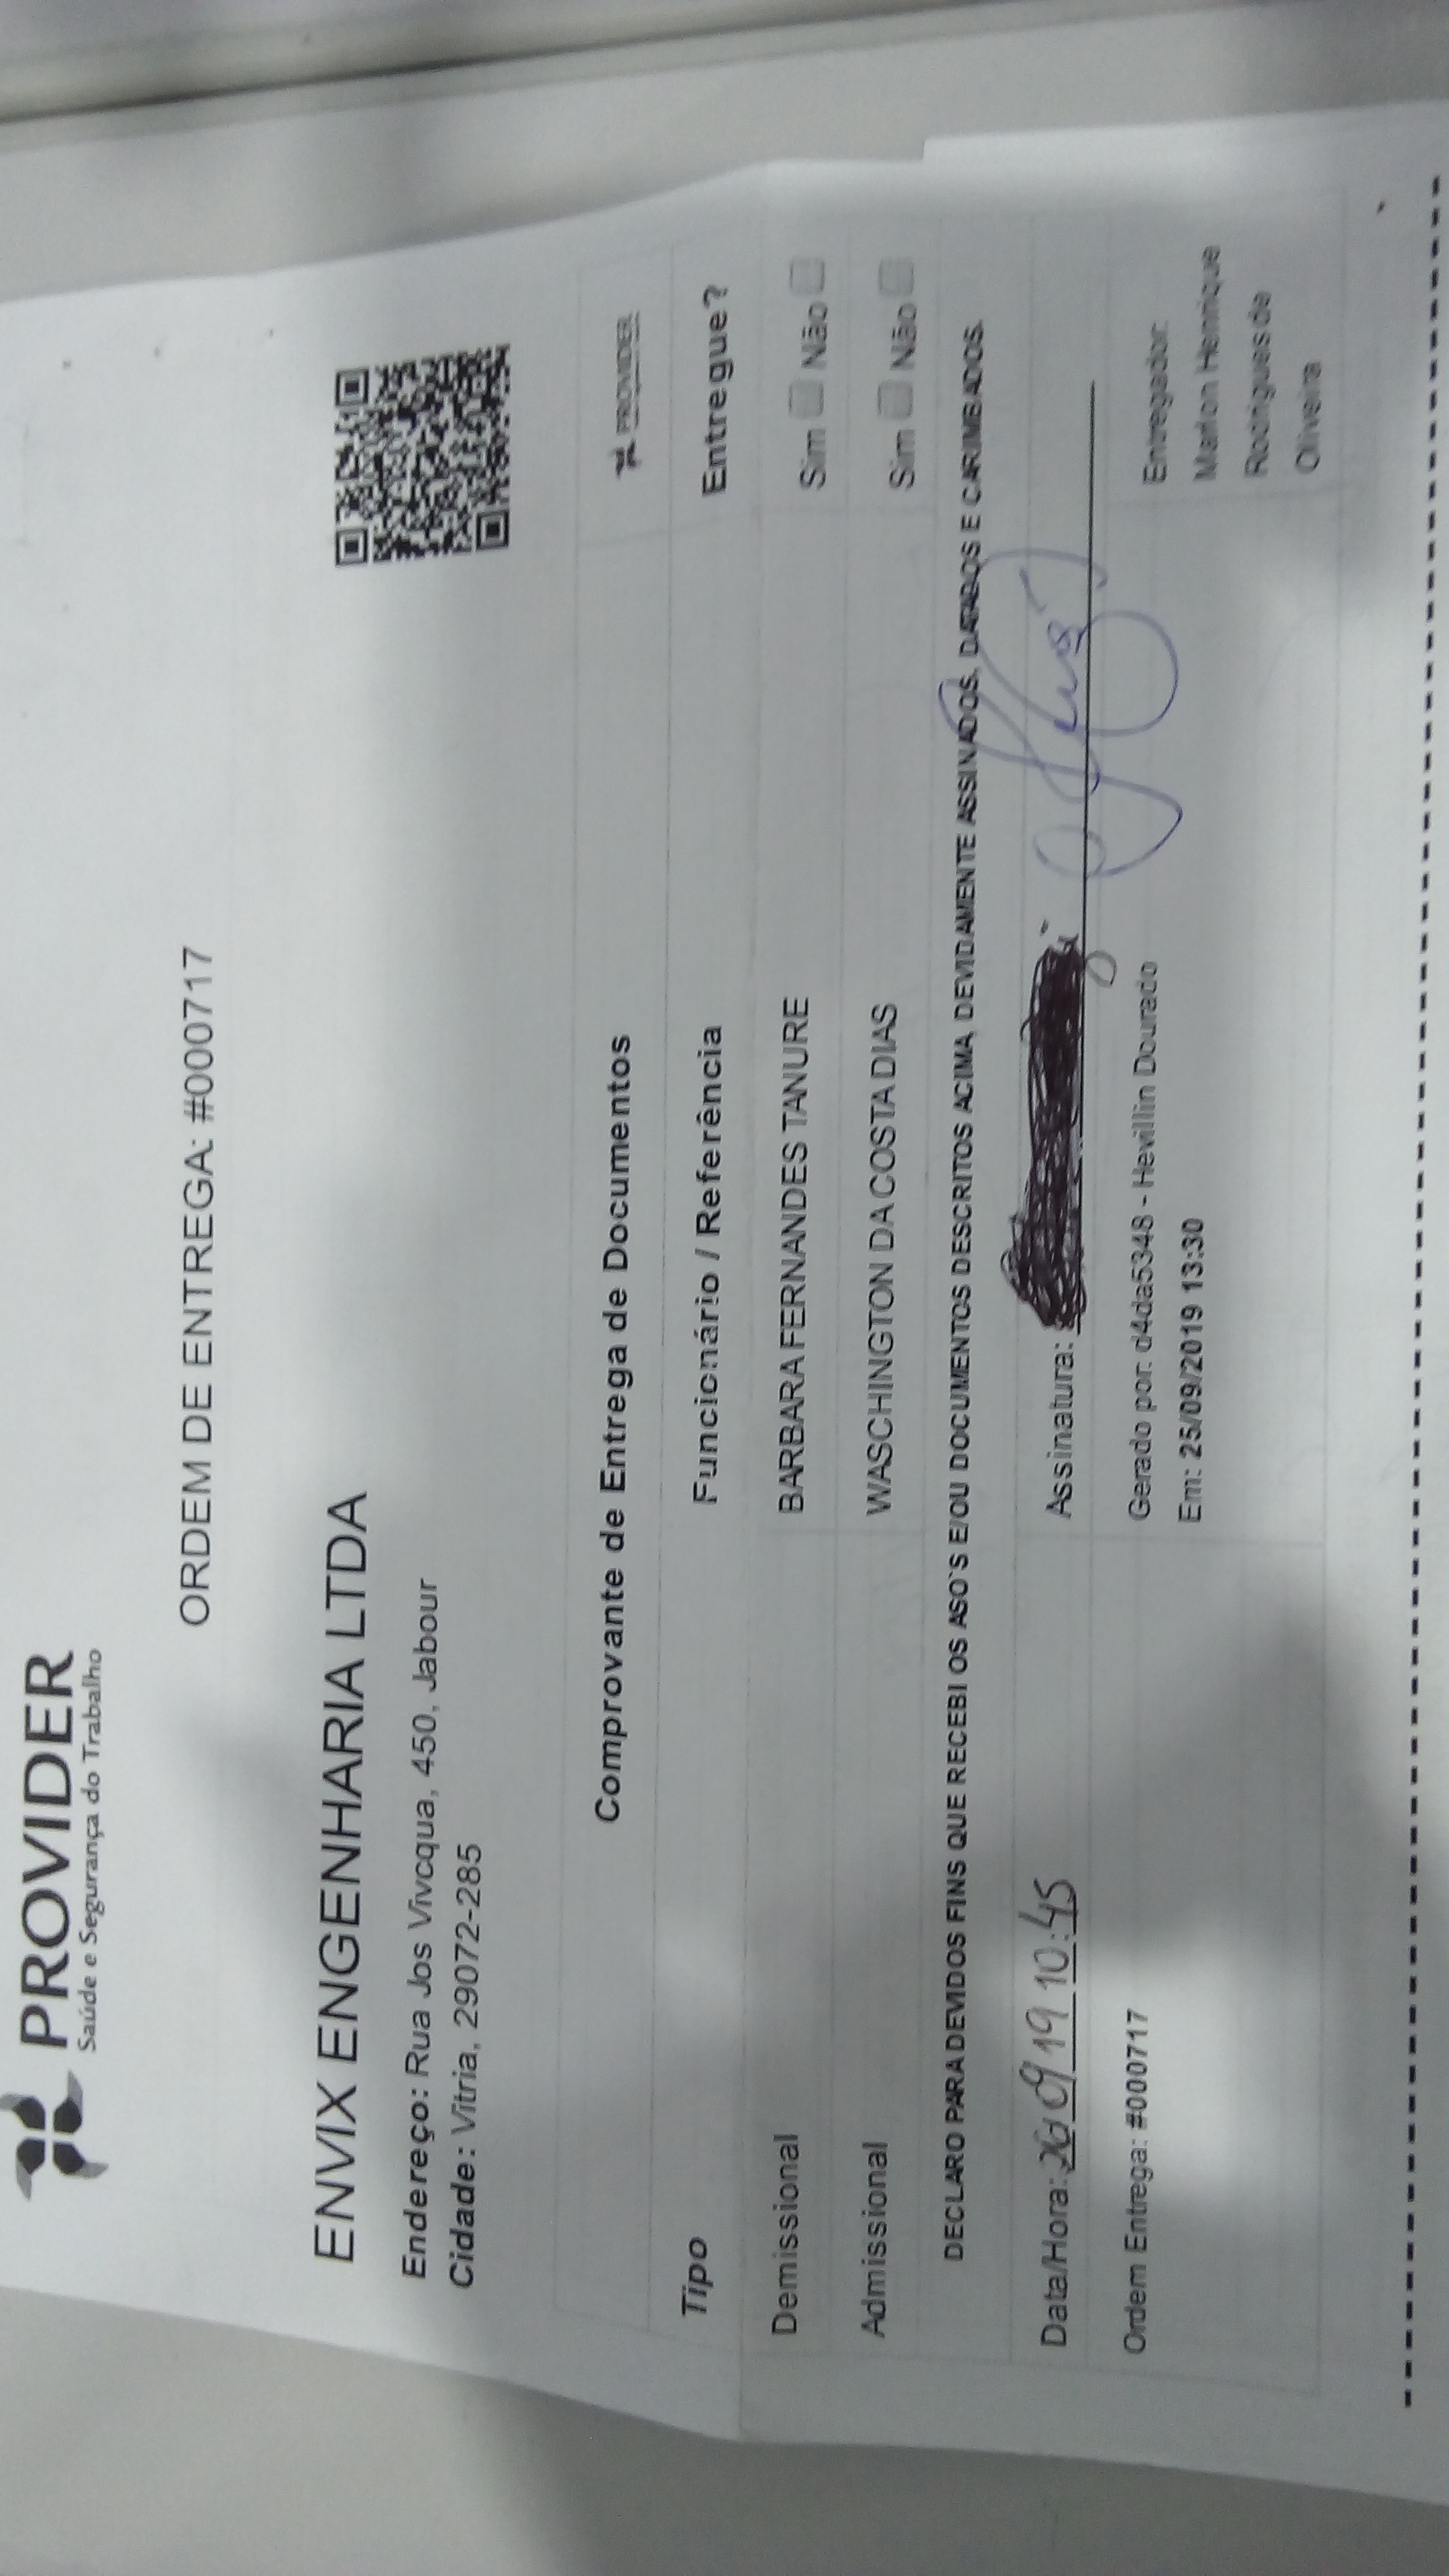 PROVIDER
Saúde e Segurança do Trabalho
ORDEM DE ENTREGA: #000717
ENVIX ENGENHARIA LTDA
Endereço: Rua Jos Vivcqua, 450, Jabour
Cidade: Vitria, 29072-285
Comprovante de Entrega de Documentos PROVIDER
Tipo Funcionário / Referência Entregue?
Demissional BARBARA FERNANDES TANURE Sim Não
Admissional WASCHINGTON DA COSTA DIAS Sim Não
DECLARO PARA DEVIDOS FINS QUE RECEBI OS ASO`S E/OU DOCUMENTOS DESCRITOS ACIMA, DEVIDAMENTE ASSINADOS, DATADOS E CARIMBADOS.
Data/Hora: 09 19 10:45 Assinatura:
Ordem Entrega: #000717 Gerado por: d4da5348 - Hevillin Dourado Entregador:
Em: 25/09/2019 13:30 Marlon Henrique
Rodrigues de
Oliveira